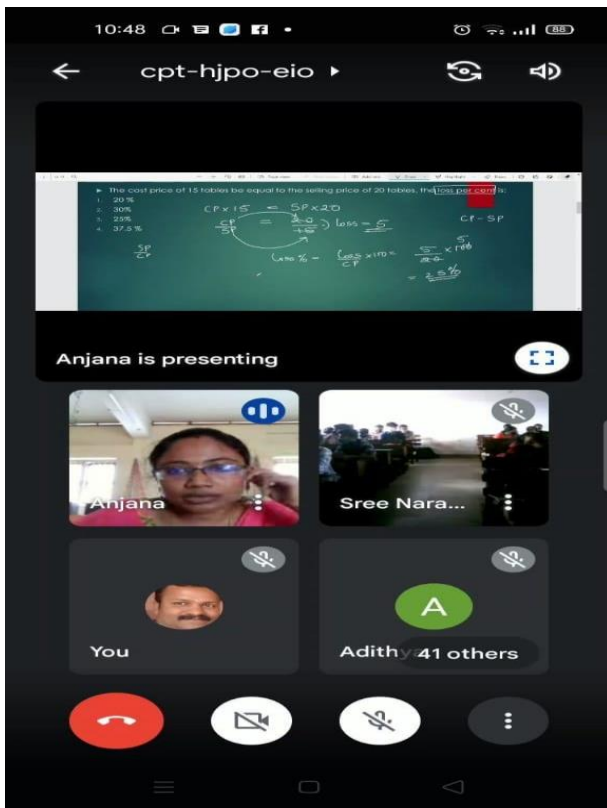 10:48
88
cpt-hjpo-eio
▸ The cost price of 15 tables be equal to the selling price of 20 tables, the loss per cent is:
1. 20 %
2. 30%
3. 25%
4. 37.5 %
CP x 15 = SP x 20
CP/SP = 20/15 loss = 5
CP - SP
SP/CP
Loss % = Loss/CP x 100 = 5/20 x 100 5
= 25%
Anjana is presenting
Anjana
Sree Nara...
You
A
Adithy
41 others